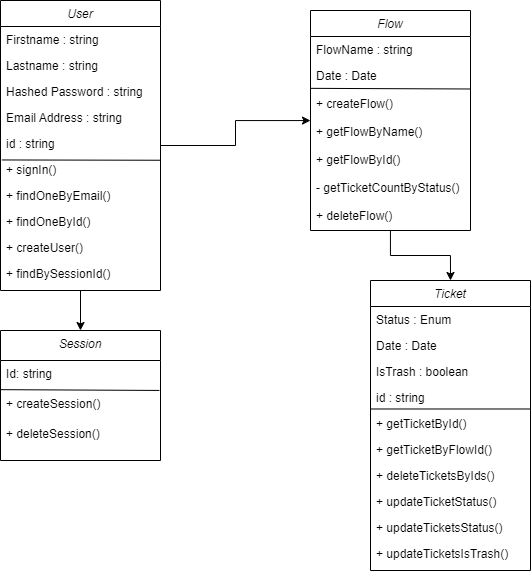 User
Firstname : string
Lastname : string
Hashed Password : string
Email Address : string
id : string
+ signIn()
+ findOneByEmail()
+ findOneById()
+ createUser()
+ findBySessionId()
Session
Id: string
+ createSession()
+ deleteSession()
Flow
FlowName : string
Date : Date
+ createFlow()
+ getFlowByName()
+ getFlowById()
- getTicketCountByStatus()
+ deleteFlow()
Ticket
Status : Enum
Date : Date
IsTrash : boolean
id : string
+ getTicketById()
+ getTicketByFlowId()
+ deleteTicketsByIds()
+ updateTicketStatus()
+ updateTicketsStatus()
+ updateTicketsIsTrash()